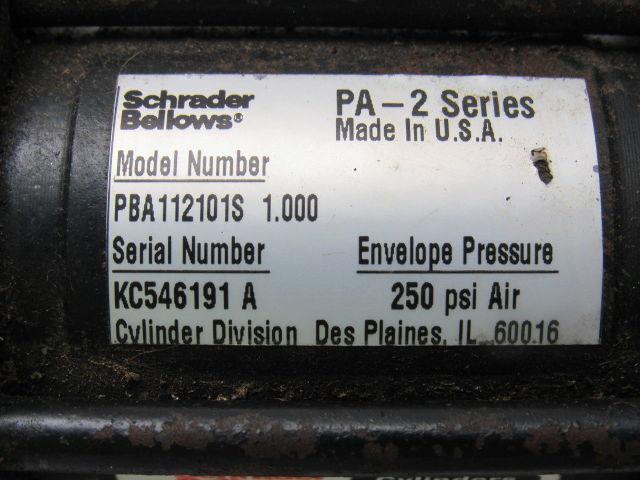 Schrader
Bellows®
PA-2 Series
Made In U.S.A.
Model Number
PBA112101S 1.000
Serial Number
KC546191 A
Envelope Pressure
250 psi Air
Cylinder Division Des Plaines, IL 60016
Cylinders